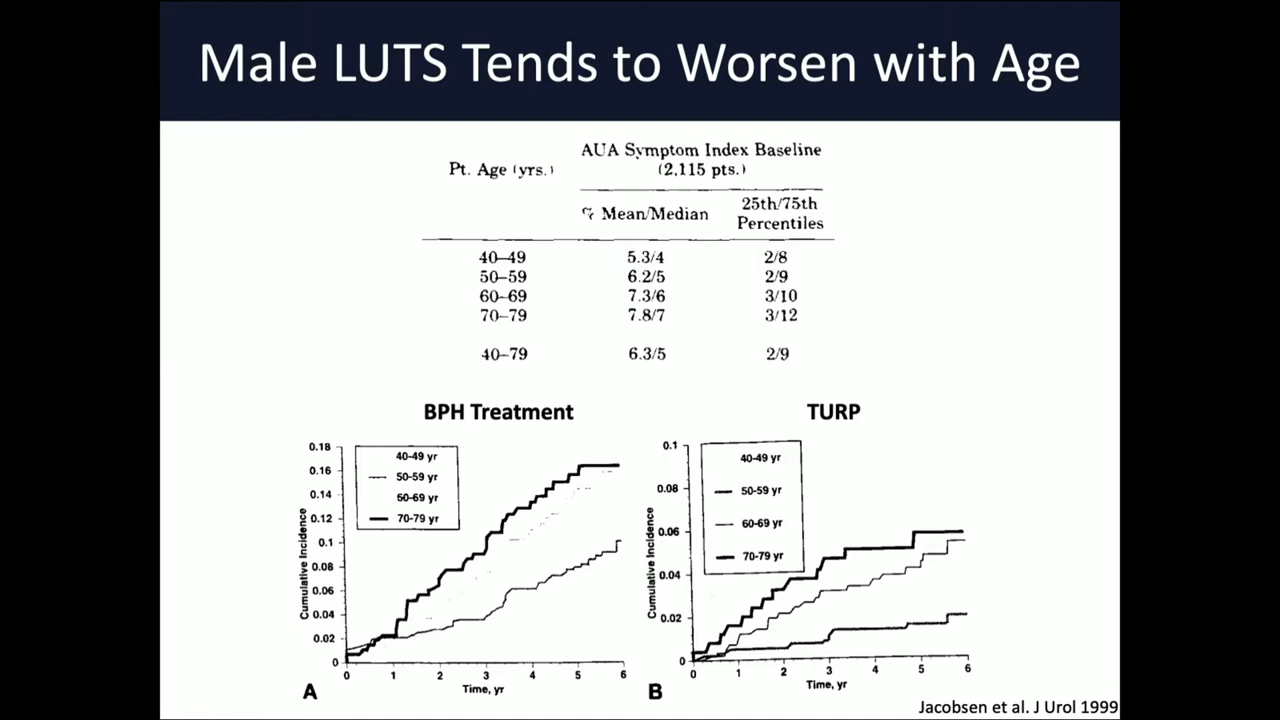 Male LUTS Tends to Worsen with Age
AUA Symptom Index Baseline
Pt. Age (yrs.) (2,115 pts.)
% Mean/Median 25th/75th
Percentiles
40–49 5.3/4 2/8
50–59 6.2/5 2/9
60–69 7.3/6 3/10
70–79 7.8/7 3/12
40–79 6.3/5 2/9
BPH Treatment
TURP
0.18
0.16
0.14
0.12
0.1
0.08
0.06
0.04
0.02
0
Cumulative Incidence
40-49 yr
50-59 yr
60-69 yr
70-79 yr
0 1 2 3 4 5 6
Time, yr
A
0.1
0.08
0.06
0.04
0.02
0
Cumulative Incidence
40-49 yr
50-59 yr
60-69 yr
70-79 yr
0 1 2 3 4 5 6
Time, yr
B
Jacobsen et al. J Urol 1999